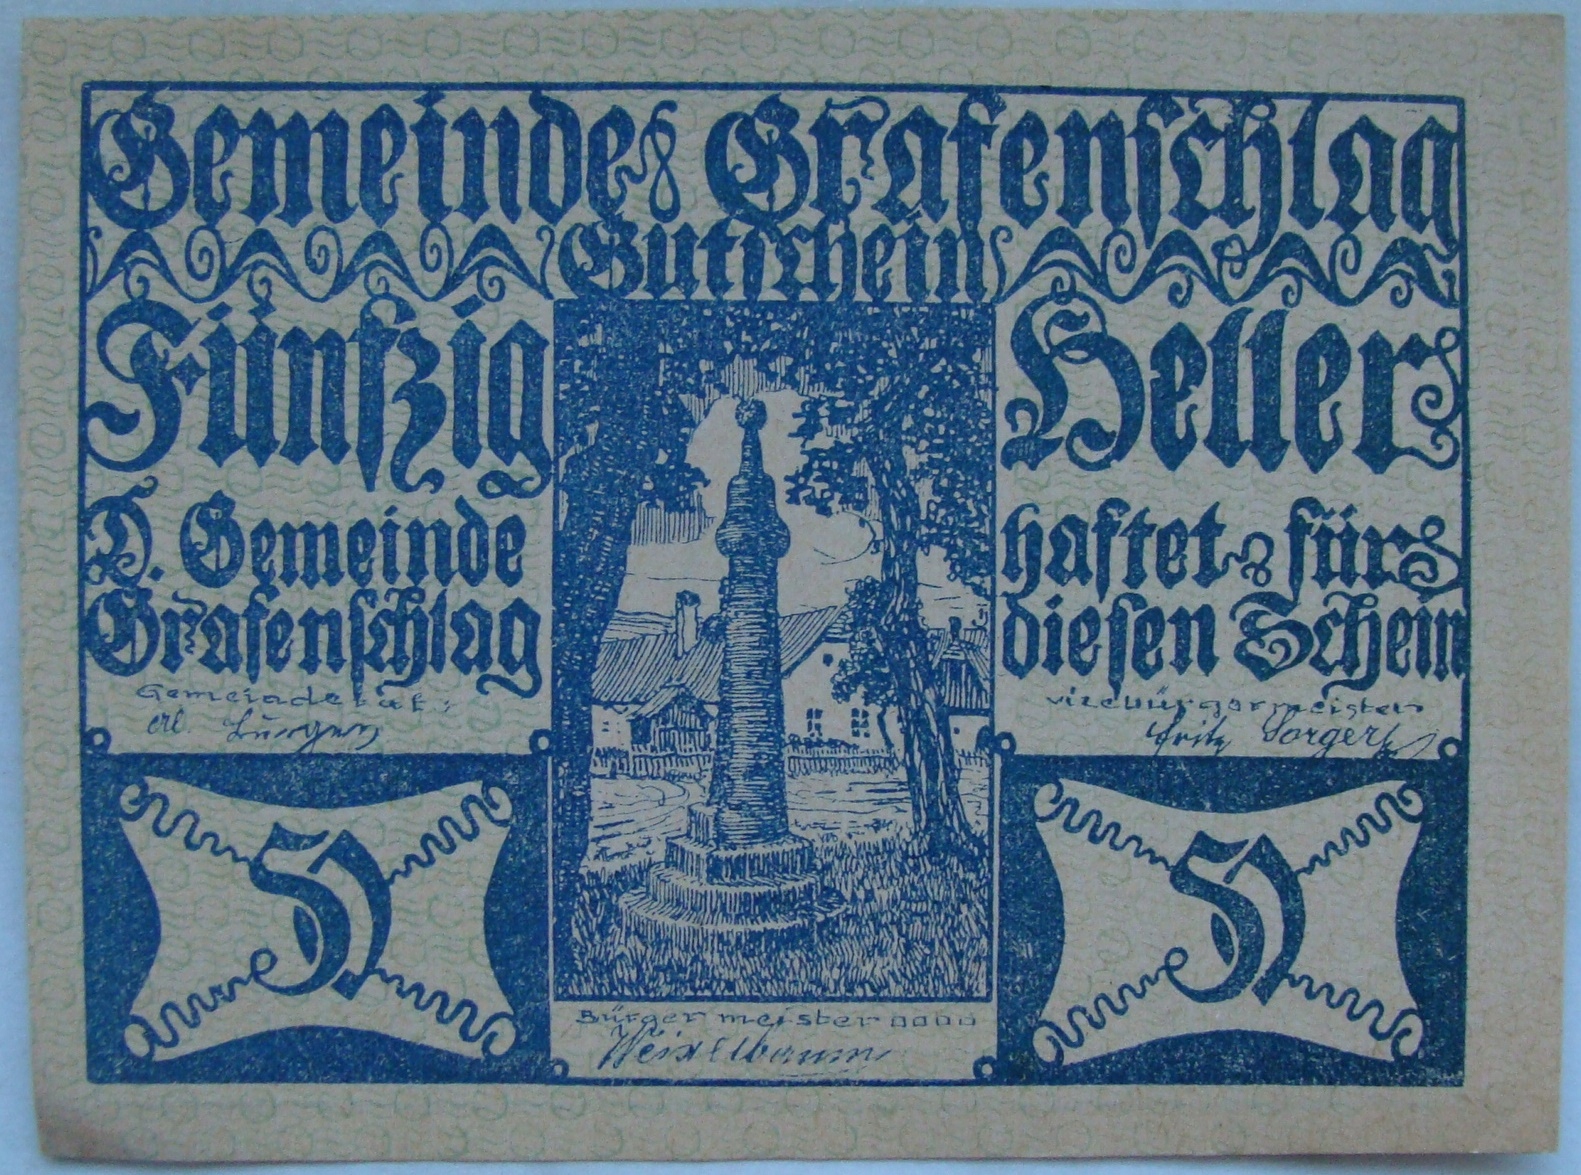 Gemeinde Grafenschlag
Gutschein
Fünfzig Heller
D. Gemeinde haftet für
Grafenschlag diesen Schein
Gemeinderat:
Vizebürgermeister
Fritz Sorger
50 50
Bürgermeister
Weixelbaum